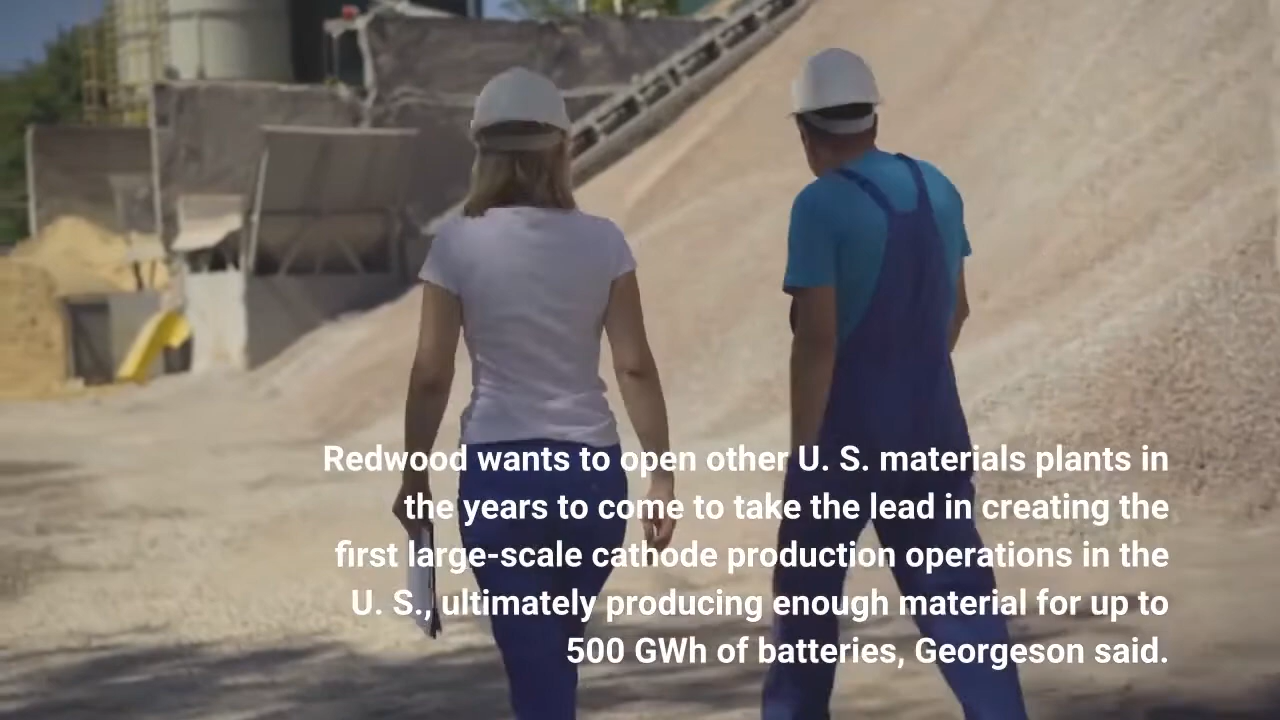 Redwood wants to open other U. S. materials plants in
the years to come to take the lead in creating the
first large-scale cathode production operations in the
U. S., ultimately producing enough material for up to
500 GWh of batteries, Georgeson said.